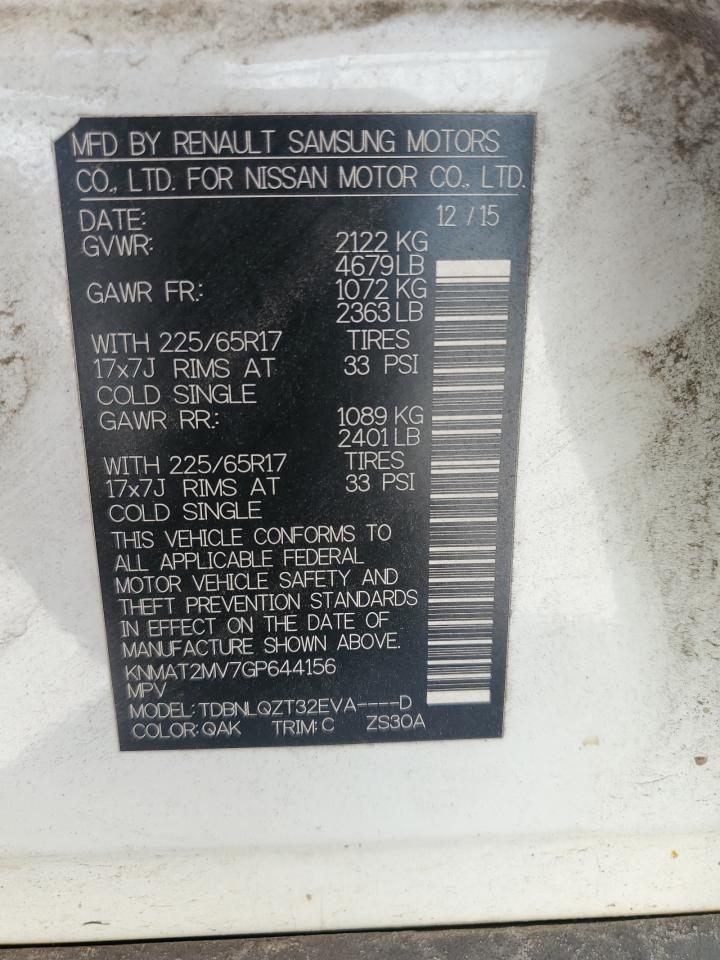 MFD BY RENAULT SAMSUNG MOTORS
CO., LTD. FOR NISSAN MOTOR CO., LTD.
DATE: 12 / 15
GVWR: 2122 KG
4679 LB
GAWR FR.: 1072 KG
2363 LB
WITH 225/65R17 TIRES
17x7J RIMS AT 33 PSI
COLD SINGLE
GAWR RR.: 1089 KG
2401 LB
WITH 225/65R17 TIRES
17x7J RIMS AT 33 PSI
COLD SINGLE
THIS VEHICLE CONFORMS TO
ALL APPLICABLE FEDERAL
MOTOR VEHICLE SAFETY AND
THEFT PREVENTION STANDARDS
IN EFFECT ON THE DATE OF
MANUFACTURE SHOWN ABOVE.
KNMAT2MV7GP644156
MPV
MODEL: TDBNLQZT32EVA----D
COLOR: QAK TRIM: C ZS30A